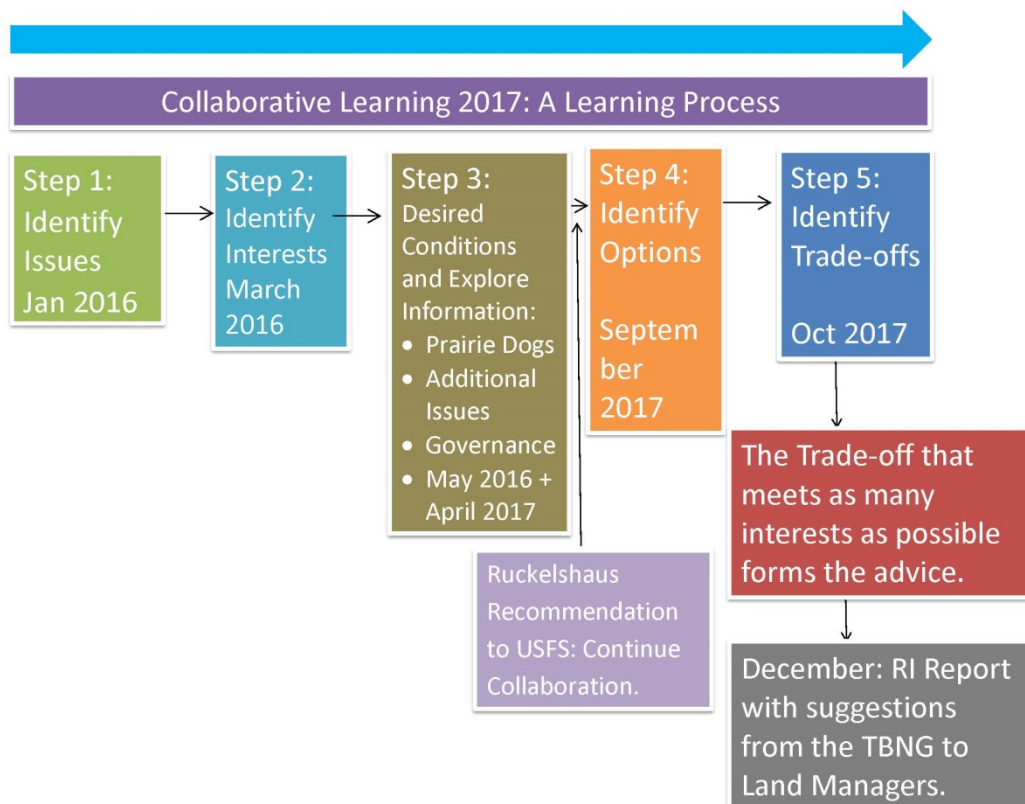 Collaborative Learning 2017: A Learning Process
Step 1:
Identify
Issues
Jan 2016
Step 2:
Identify
Interests
March
2016
Step 3:
Desired
Conditions
and Explore
Information:
• Prairie Dogs
• Additional
Issues
• Governance
• May 2016 +
April 2017
Step 4:
Identify
Options
Septem
ber
2017
Step 5:
Identify
Trade-offs
Oct 2017
Ruckelshaus
Recommendation
to USFS: Continue
Collaboration.
The Trade-off that
meets as many
interests as possible
forms the advice.
December: RI Report
with suggestions
from the TBNG to
Land Managers.